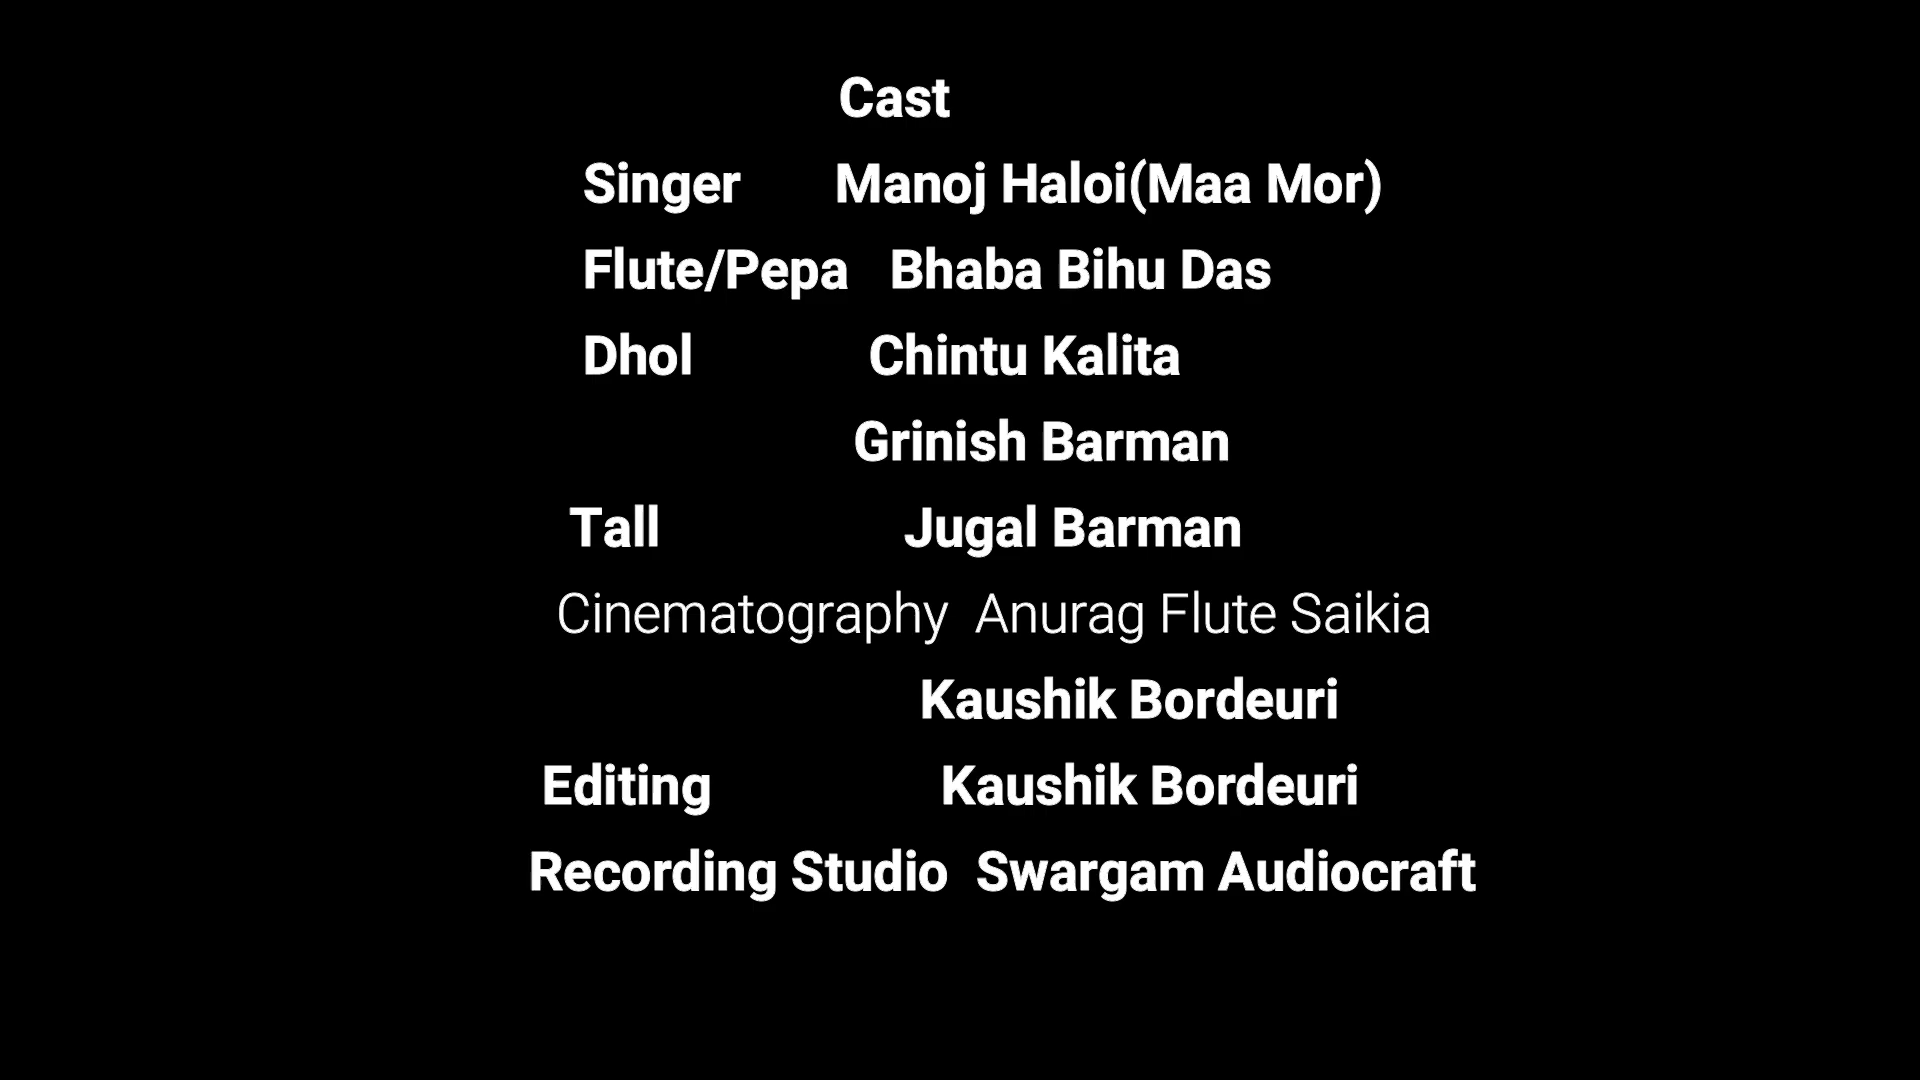 Cast
Singer Manoj Haloi(Maa Mor)
Flute/Pepa Bhaba Bihu Das
Dhol Chintu Kalita
Grinish Barman
Tall Jugal Barman
Cinematography Anurag Flute Saikia
Kaushik Bordeuri
Editing Kaushik Bordeuri
Recording Studio Swargam Audiocraft